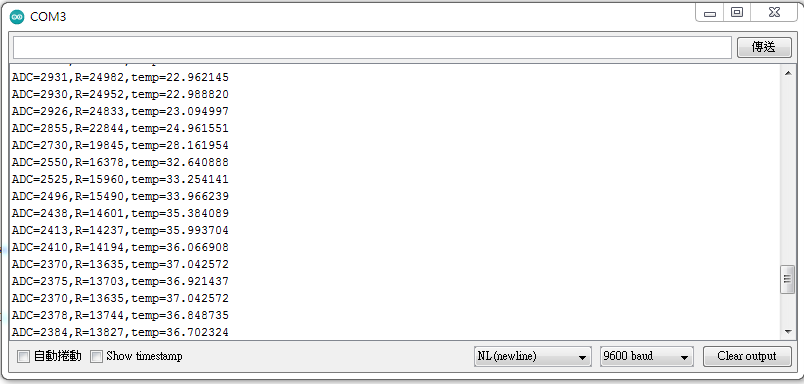 COM3
傳送
ADC=2931,R=24982,temp=22.962145
ADC=2930,R=24952,temp=22.988820
ADC=2926,R=24833,temp=23.094997
ADC=2855,R=22844,temp=24.961551
ADC=2730,R=19845,temp=28.161954
ADC=2550,R=16378,temp=32.640888
ADC=2525,R=15960,temp=33.254141
ADC=2496,R=15490,temp=33.966239
ADC=2438,R=14601,temp=35.384089
ADC=2413,R=14237,temp=35.993704
ADC=2410,R=14194,temp=36.066908
ADC=2370,R=13635,temp=37.042572
ADC=2375,R=13703,temp=36.921437
ADC=2370,R=13635,temp=37.042572
ADC=2378,R=13744,temp=36.848735
ADC=2384,R=13827,temp=36.702324
自動捲動 Show timestamp NL(newline) 9600 baud Clear output